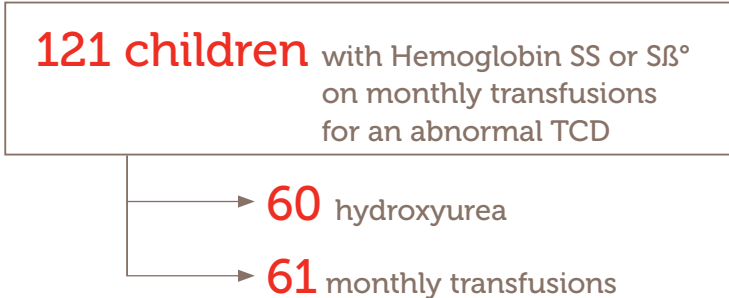 121 children with Hemoglobin SS or Sß°
on monthly transfusions
for an abnormal TCD
60 hydroxyurea
61 monthly transfusions